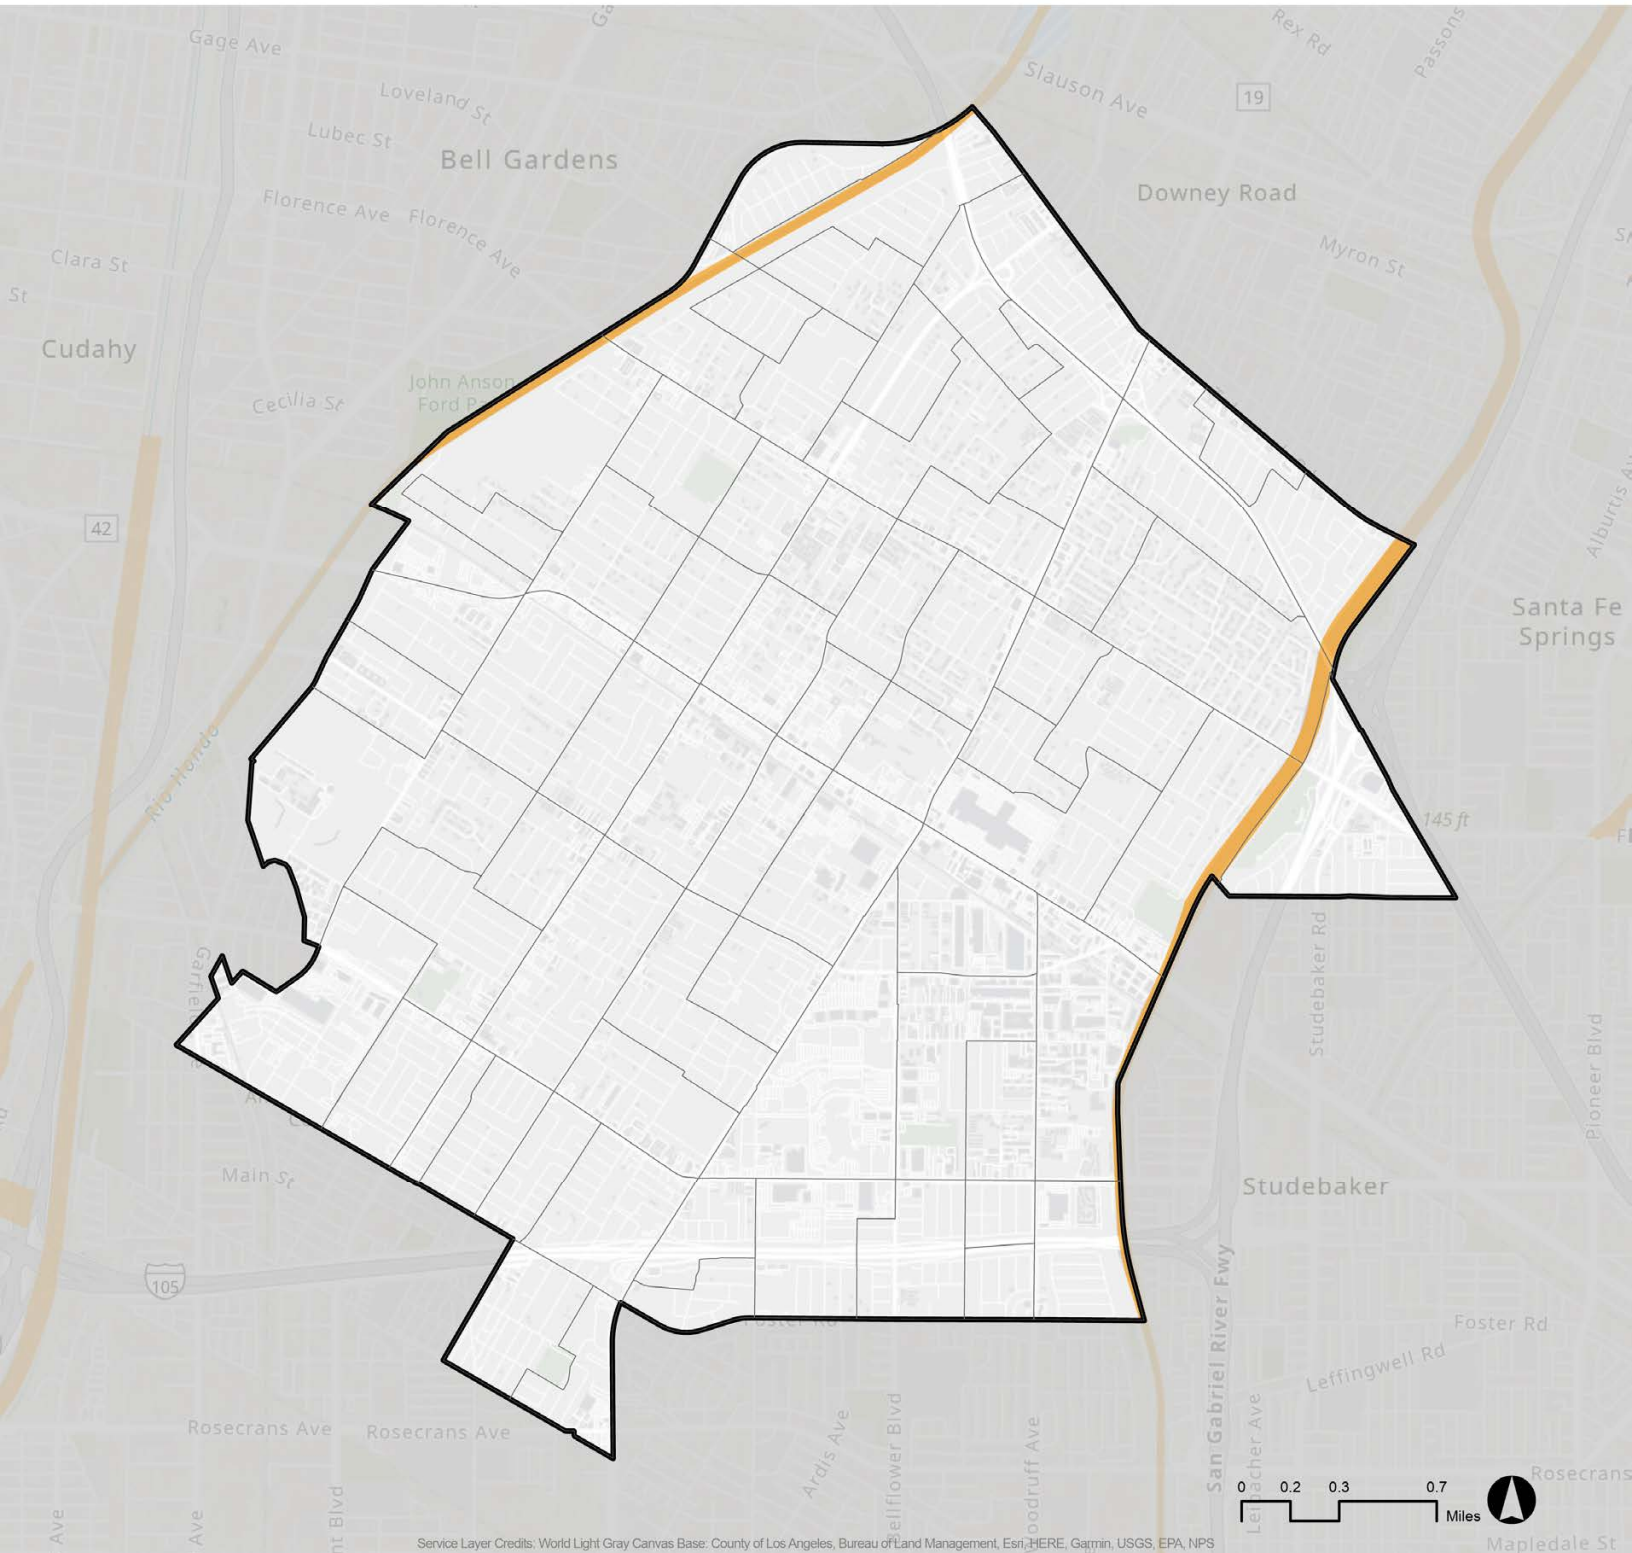 Gage Ave
Rex Rd
Passons
Slauson Ave
Loveland St
19
Lubec St
Bell Gardens
Downey Road
Florence Ave
Florence Ave
Myron St
Clara St
St
Cudahy
John Anson
Cecilia St
42
Alburtis
Santa Fe
Springs
Rio Hondo
145 ft
Studebaker Rd
Pioneer Blvd
Main St
Studebaker
105
San Gabriel River Fwy
Foster Rd
Foster Rd
Leffingwell Rd
Rosecrans Ave
Rosecrans Ave
Ardis Ave
Bellflower Blvd
Rosecrans
0 0.2 0.3 0.7
Miles
Ave
Ave
Mapledale St
Service Layer Credits: World Light Gray Canvas Base: County of Los Angeles, Bureau of Land Management, Esri, HERE, Garmin, USGS, EPA, NPS